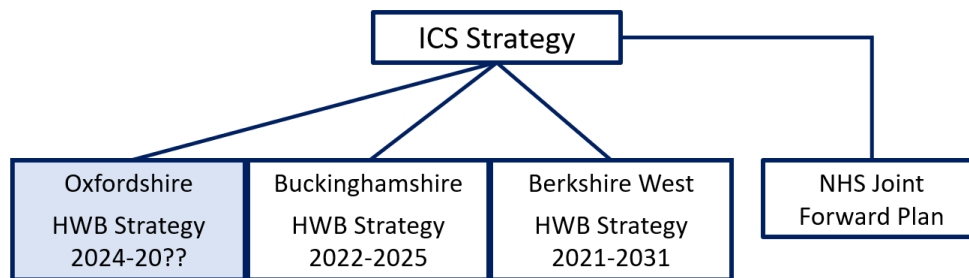 ICS Strategy
Oxfordshire
HWB Strategy
2024-20??
Buckinghamshire
HWB Strategy
2022-2025
Berkshire West
HWB Strategy
2021-2031
NHS Joint
Forward Plan